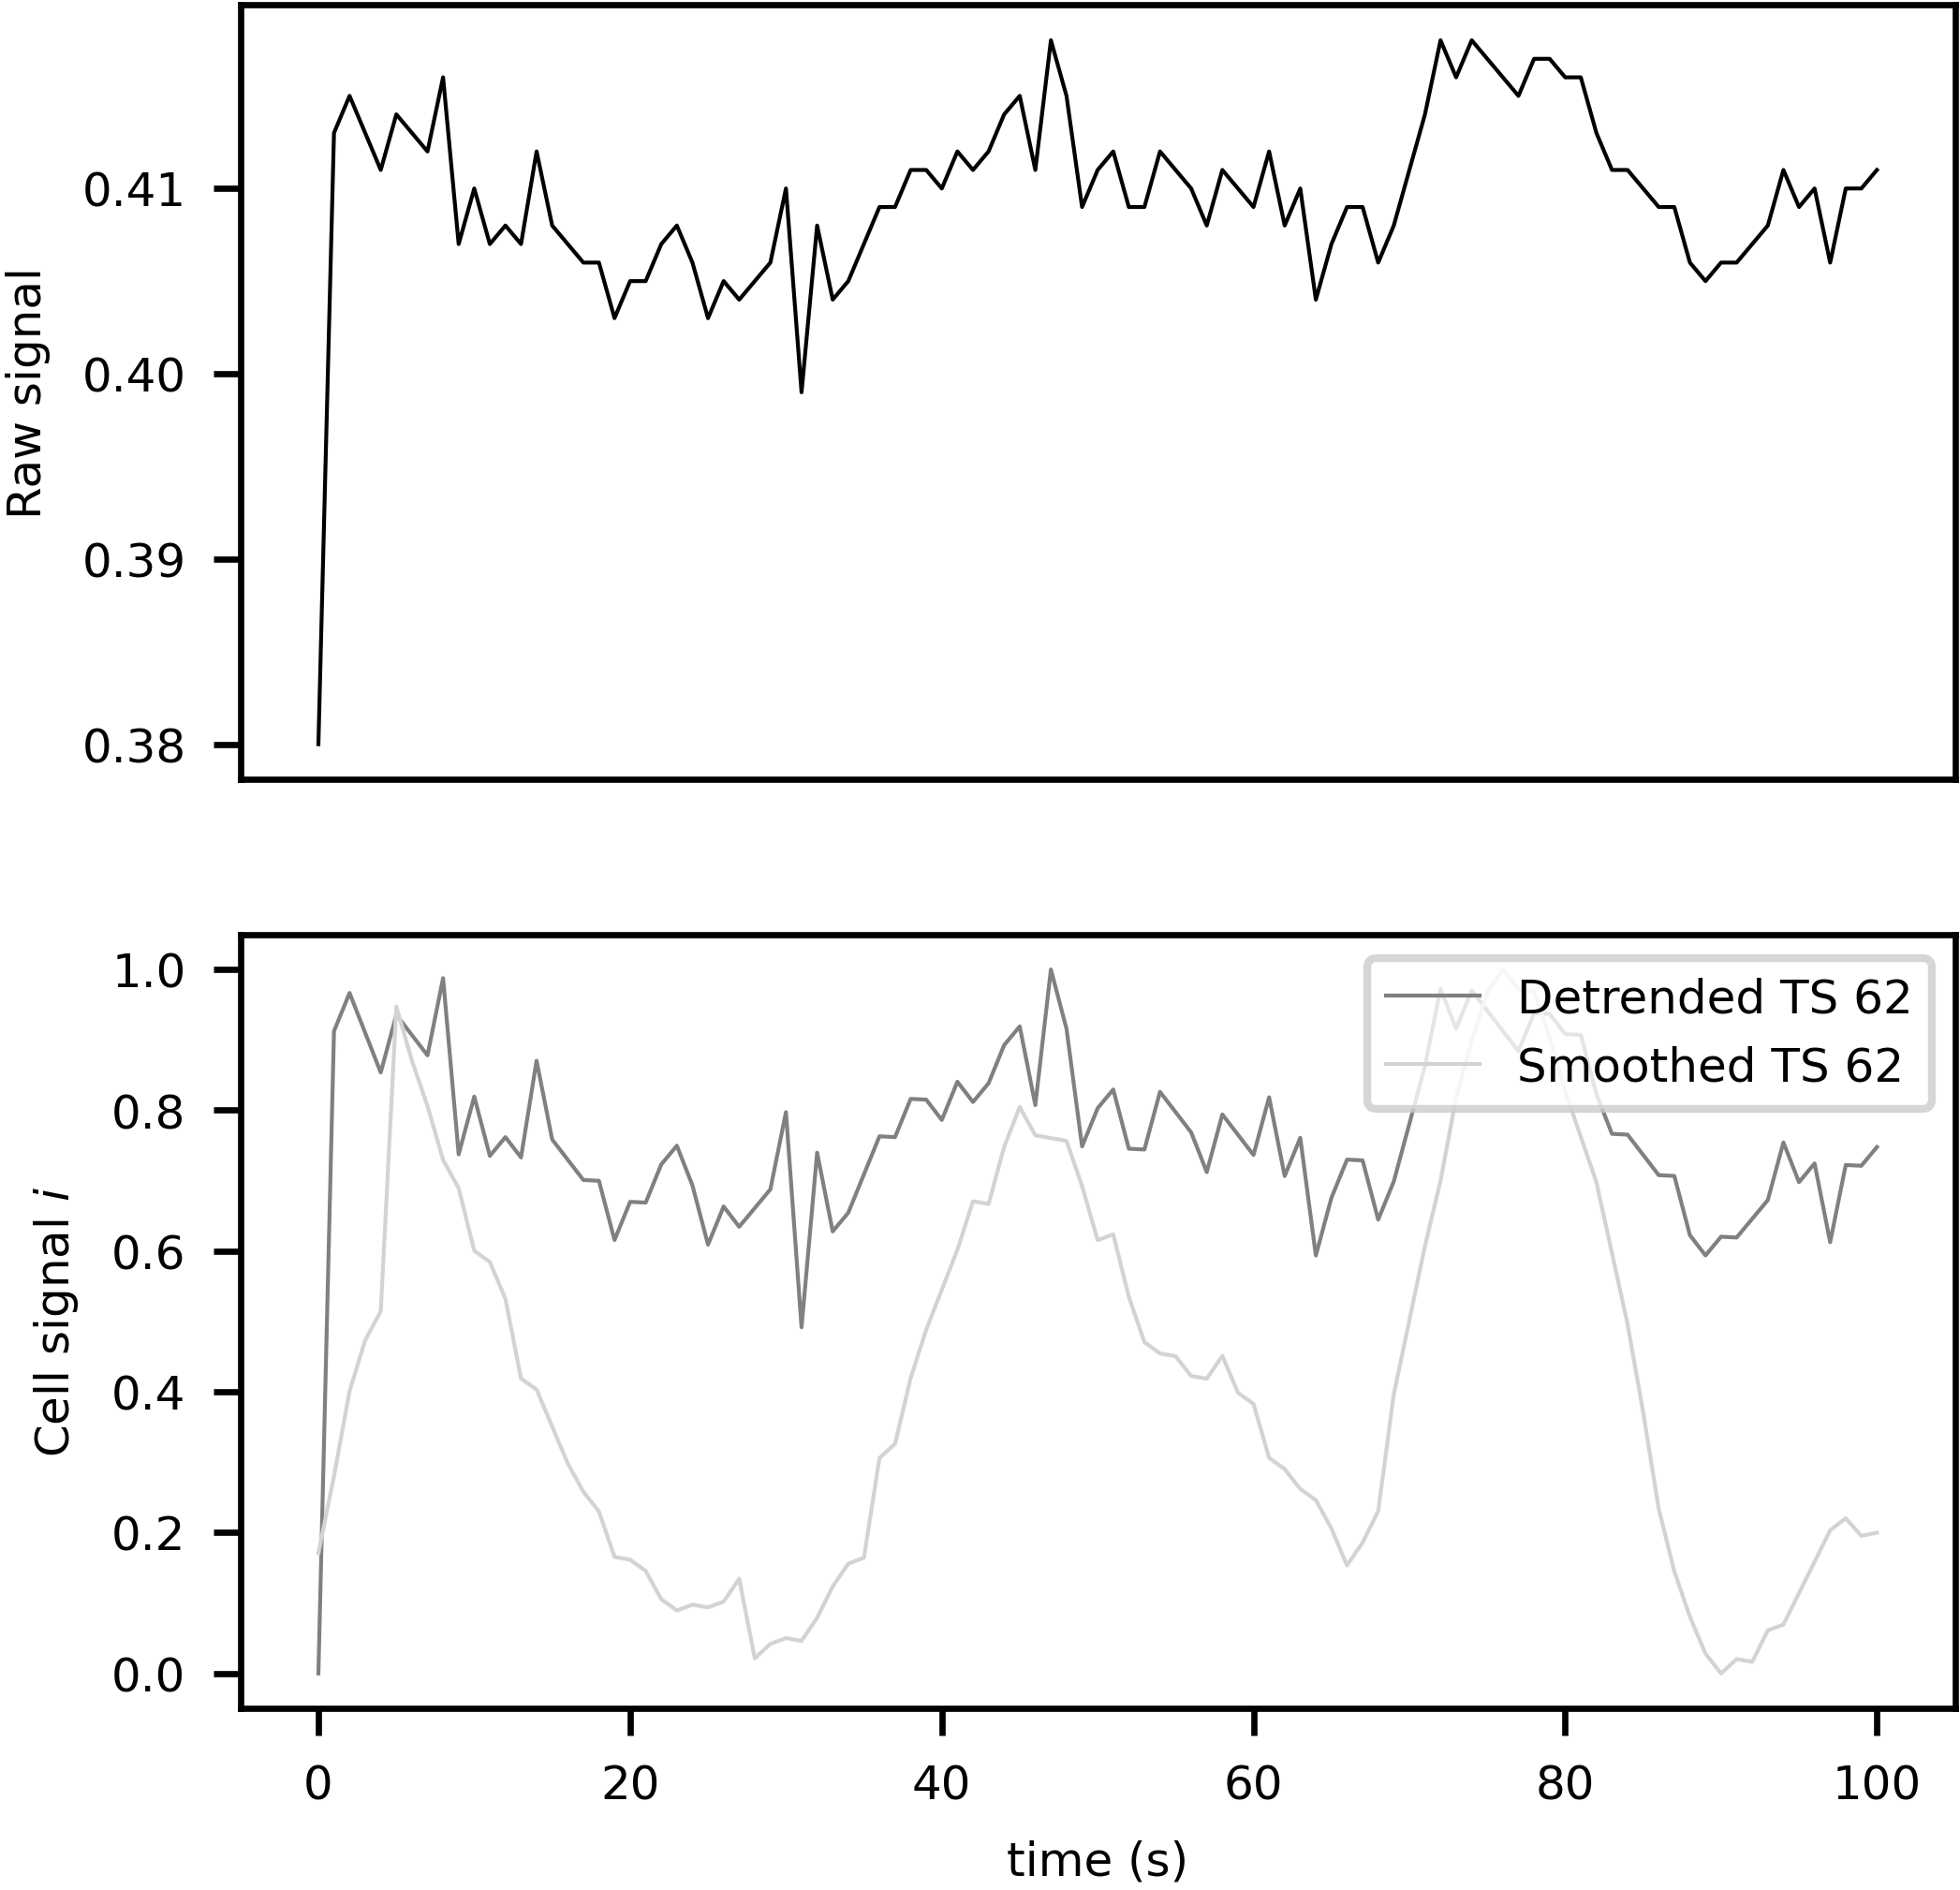 Raw signal
0.41
0.40
0.39
0.38
Cell signal i
1.0
0.8
0.6
0.4
0.2
0.0
Detrended TS 62
Smoothed TS 62
0 20 40 60 80 100
time (s)